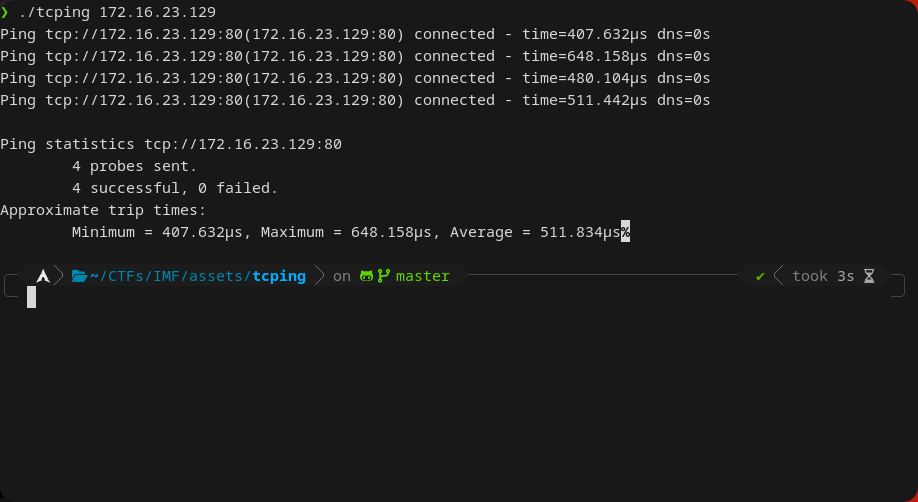 ❯ ./tcping 172.16.23.129
Ping tcp://172.16.23.129:80(172.16.23.129:80) connected - time=407.632µs dns=0s
Ping tcp://172.16.23.129:80(172.16.23.129:80) connected - time=648.158µs dns=0s
Ping tcp://172.16.23.129:80(172.16.23.129:80) connected - time=480.104µs dns=0s
Ping tcp://172.16.23.129:80(172.16.23.129:80) connected - time=511.442µs dns=0s
Ping statistics tcp://172.16.23.129:80
4 probes sent.
4 successful, 0 failed.
Approximate trip times:
Minimum = 407.632µs, Maximum = 648.158µs, Average = 511.834µs%
~/CTFs/IMF/assets/tcping on master ✔ took 3s